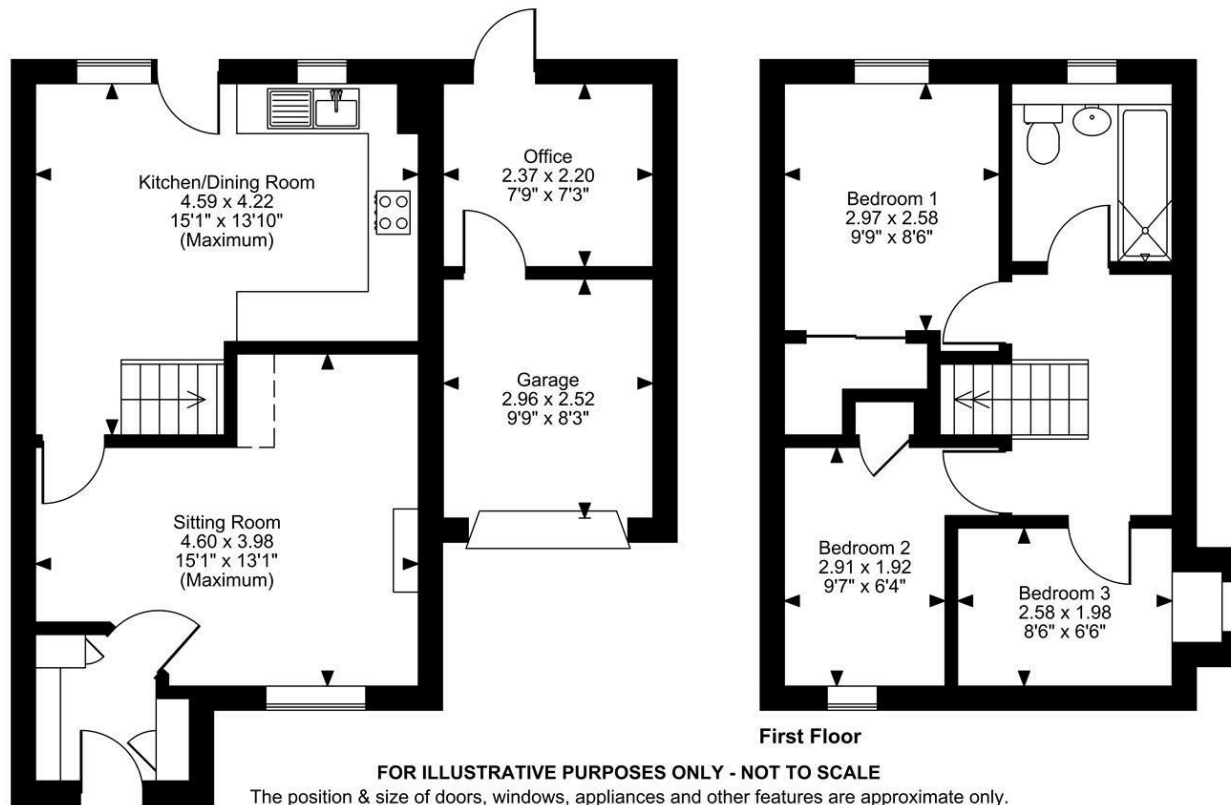 Kitchen/Dining Room
4.59 x 4.22
15'1" x 13'10"
(Maximum)
Office
2.37 x 2.20
7'9" x 7'3"
Garage
2.96 x 2.52
9'9" x 8'3"
Sitting Room
4.60 x 3.98
15'1" x 13'1"
(Maximum)
Bedroom 1
2.97 x 2.58
9'9" x 8'6"
Bedroom 2
2.91 x 1.92
9'7" x 6'4"
Bedroom 3
2.58 x 1.98
8'6" x 6'6"
First Floor
FOR ILLUSTRATIVE PURPOSES ONLY - NOT TO SCALE
The position & size of doors, windows, appliances and other features are approximate only.